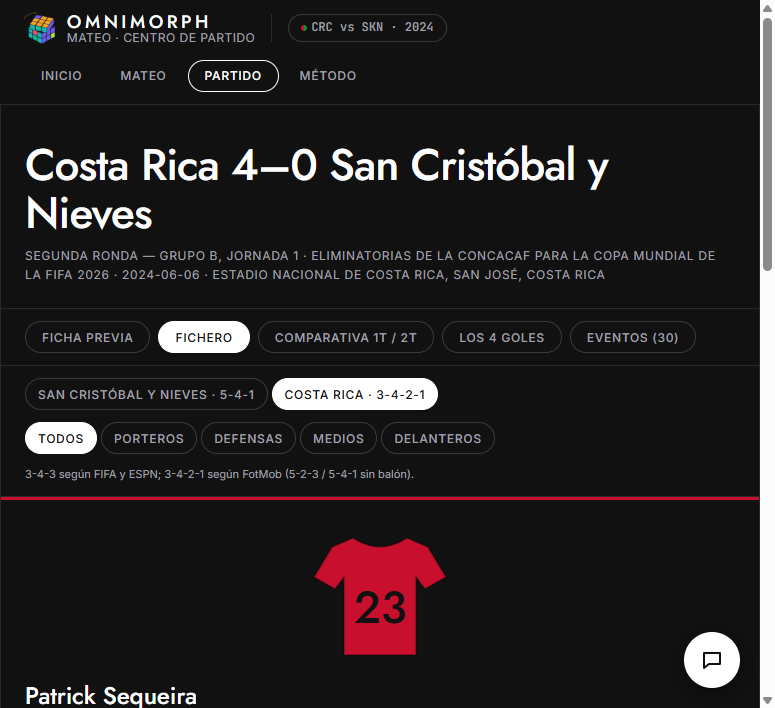 OMNIMORPH
MATEO · CENTRO DE PARTIDO
CRC vs SKN · 2024
INICIO
MATEO
PARTIDO
MÉTODO
Costa Rica 4–0 San Cristóbal y
Nieves
SEGUNDA RONDA — GRUPO B, JORNADA 1 · ELIMINATORIAS DE LA CONCACAF PARA LA COPA MUNDIAL DE
LA FIFA 2026 · 2024-06-06 · ESTADIO NACIONAL DE COSTA RICA, SAN JOSÉ, COSTA RICA
FICHA PREVIA
FICHERO
COMPARATIVA 1T / 2T
LOS 4 GOLES
EVENTOS (30)
SAN CRISTÓBAL Y NIEVES · 5-4-1
COSTA RICA · 3-4-2-1
TODOS
PORTEROS
DEFENSAS
MEDIOS
DELANTEROS
3-4-3 según FIFA y ESPN; 3-4-2-1 según FotMob (5-2-3 / 5-4-1 sin balón).
23
Patrick Sequeira